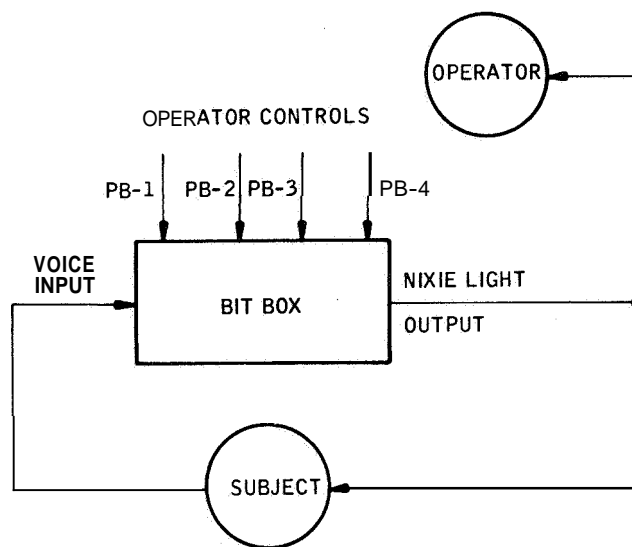 OPERATOR
OPERATOR CONTROLS
PB-1 PB-2 PB-3 PB-4
VOICE
INPUT
BIT BOX
NIXIE LIGHT
OUTPUT
SUBJECT